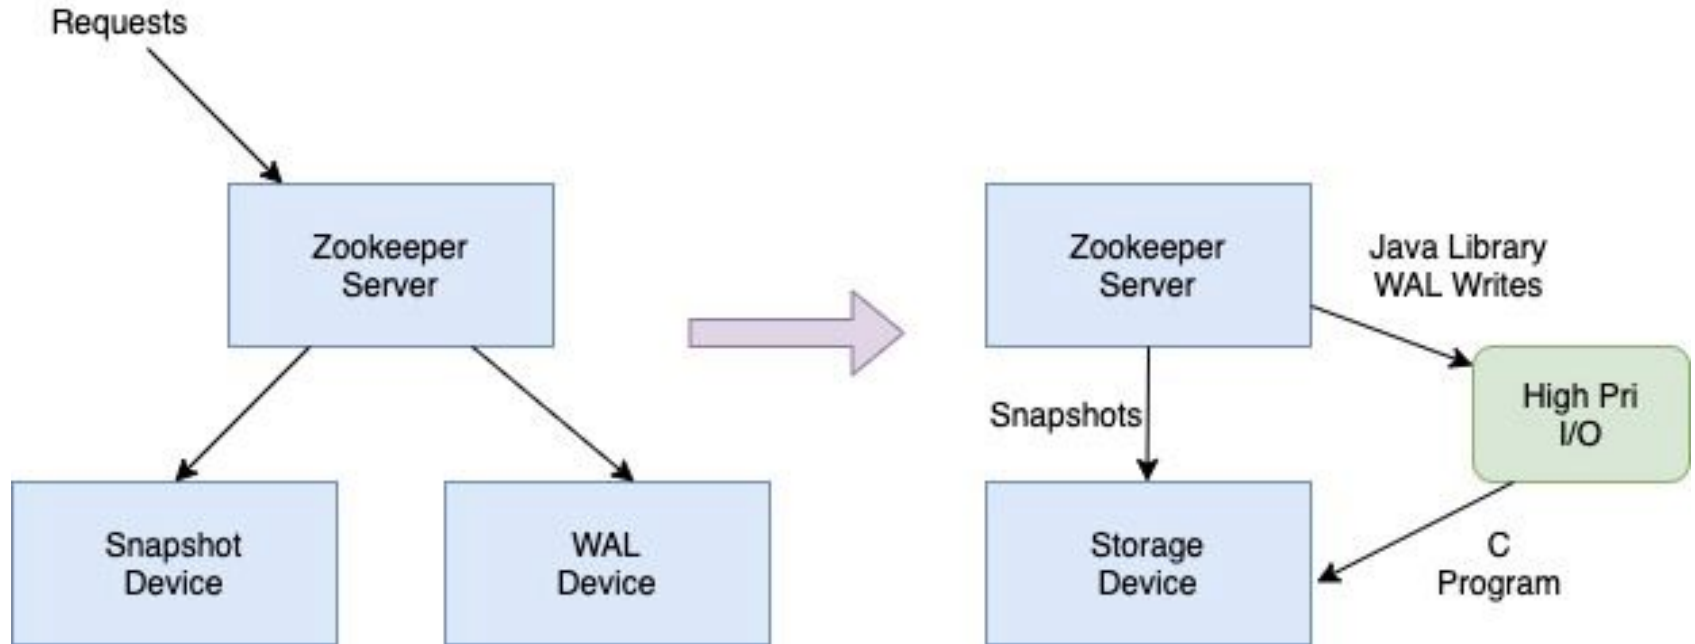 Requests
Zookeeper
Server
Snapshot
Device
WAL
Device
Zookeeper
Server
Java Library
WAL Writes
Snapshots
High Pri
I/O
Storage
Device
C
Program